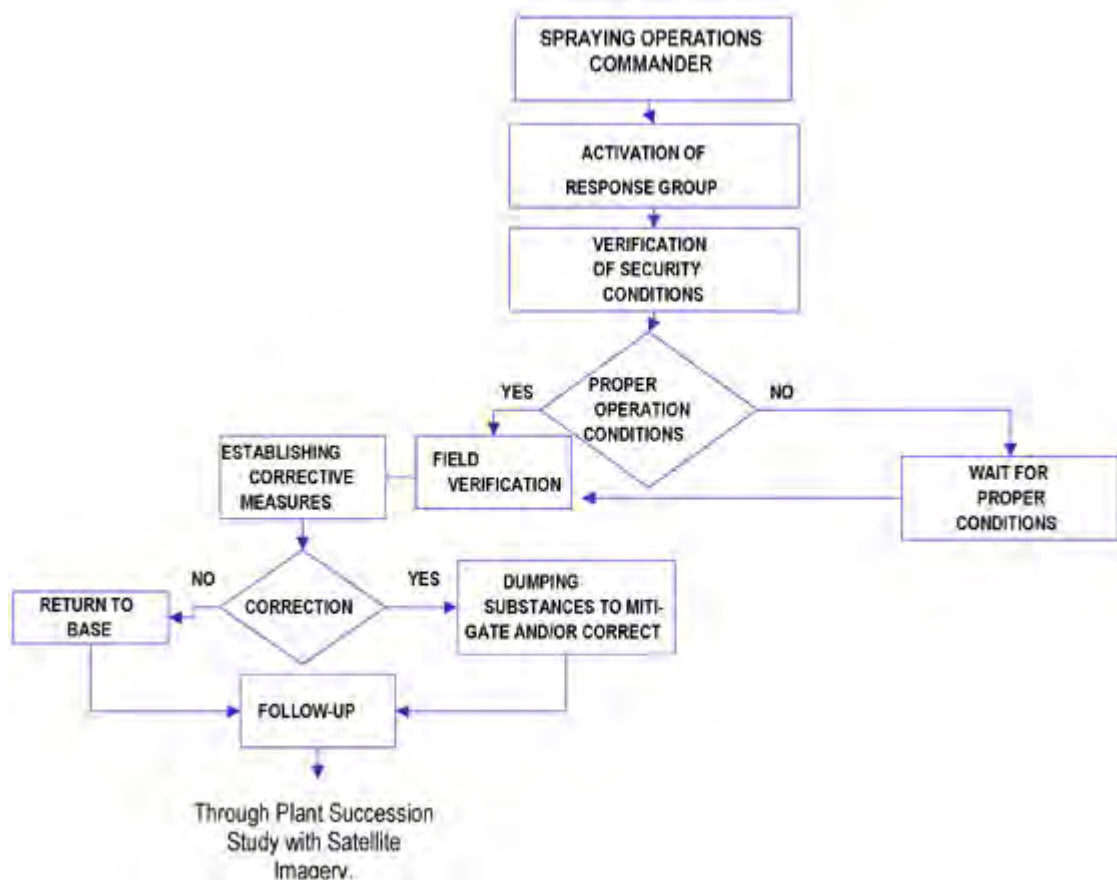 SPRAYING OPERATIONS
COMMANDER
ACTIVATION OF
RESPONSE GROUP
VERIFICATION
OF SECURITY
CONDITIONS
YES
PROPER
OPERATION
CONDITIONS
NO
ESTABLISHING
CORRECTIVE
MEASURES
FIELD
VERIFICATION
WAIT FOR
PROPER
CONDITIONS
NO
CORRECTION
YES
DUMPING
SUBSTANCES TO MITI-
GATE AND/OR CORRECT
RETURN TO
BASE
FOLLOW-UP
Through Plant Succession
Study with Satellite
Imagery.